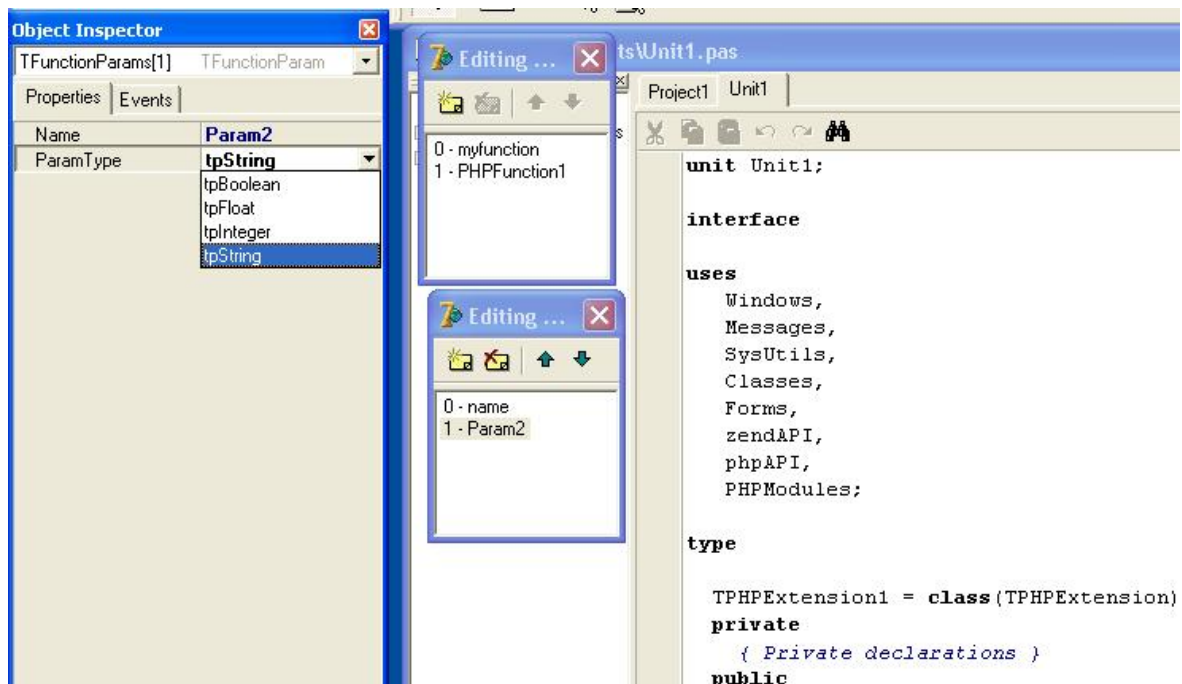 Object Inspector
TFunctionParams[1] TFunctionParam
Properties Events
Name Param2
ParamType tpString
tpBoolean
tpFloat
tpInteger
tpString
Editing ...
0 - myfunction
1 - PHPFunction1
Editing ...
0 - name
1 - Param2
ts\Unit1.pas
Project1 Unit1
unit Unit1;
interface
uses
Windows,
Messages,
SysUtils,
Classes,
Forms,
zendAPI,
phpAPI,
PHPModules;
type
TPHPExtension1 = class(TPHPExtension)
private
{ Private declarations }
public